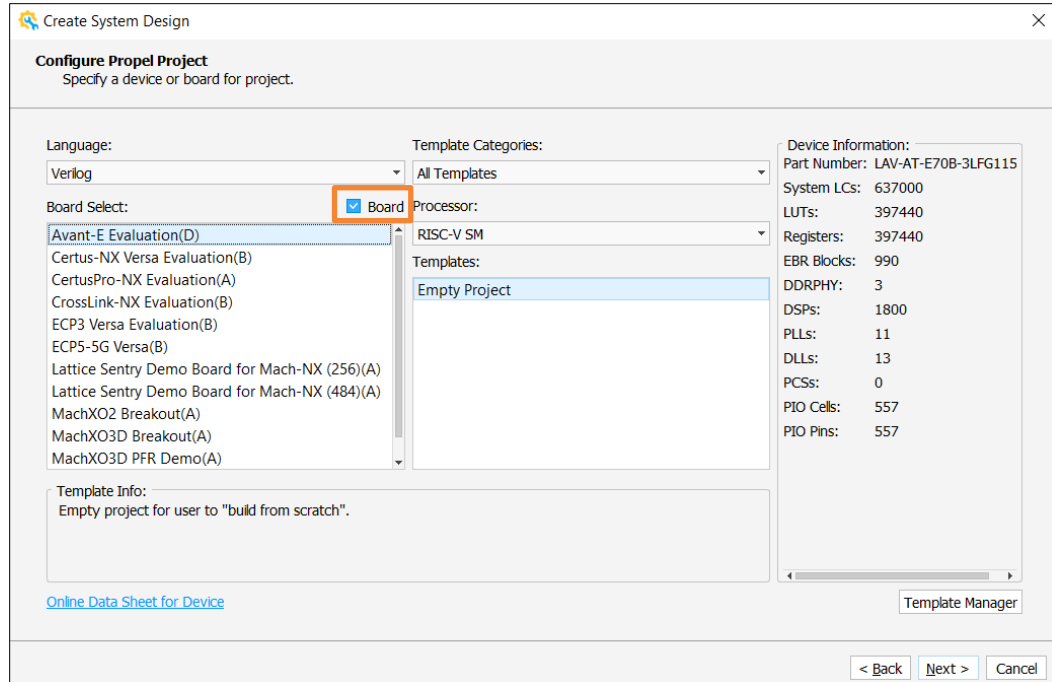 Create System Design
Configure Propel Project
Specify a device or board for project.
Language:
Verilog
Board Select:
Board
Avant-E Evaluation(D)
Certus-NX Versa Evaluation(B)
CertusPro-NX Evaluation(A)
CrossLink-NX Evaluation(B)
ECP3 Versa Evaluation(B)
ECP5-5G Versa(B)
Lattice Sentry Demo Board for Mach-NX (256)(A)
Lattice Sentry Demo Board for Mach-NX (484)(A)
MachXO2 Breakout(A)
MachXO3D Breakout(A)
MachXO3D PFR Demo(A)
Template Categories:
All Templates
Processor:
RISC-V SM
Templates:
Empty Project
Device Information:
Part Number: LAV-AT-E70B-3LFG115
System LCs: 637000
LUTs: 397440
Registers: 397440
EBR Blocks: 990
DDRPHY: 3
DSPs: 1800
PLLs: 11
DLLs: 13
PCSs: 0
PIO Cells: 557
PIO Pins: 557
Template Info:
Empty project for user to "build from scratch".
Online Data Sheet for Device
Template Manager
< Back
Next >
Cancel